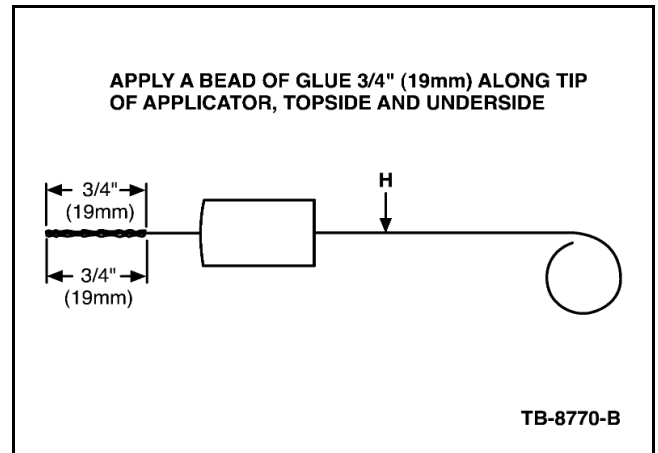 APPLY A BEAD OF GLUE 3/4" (19mm) ALONG TIP
OF APPLICATOR, TOPSIDE AND UNDERSIDE
H
3/4"
(19mm)
3/4"
(19mm)
TB-8770-B